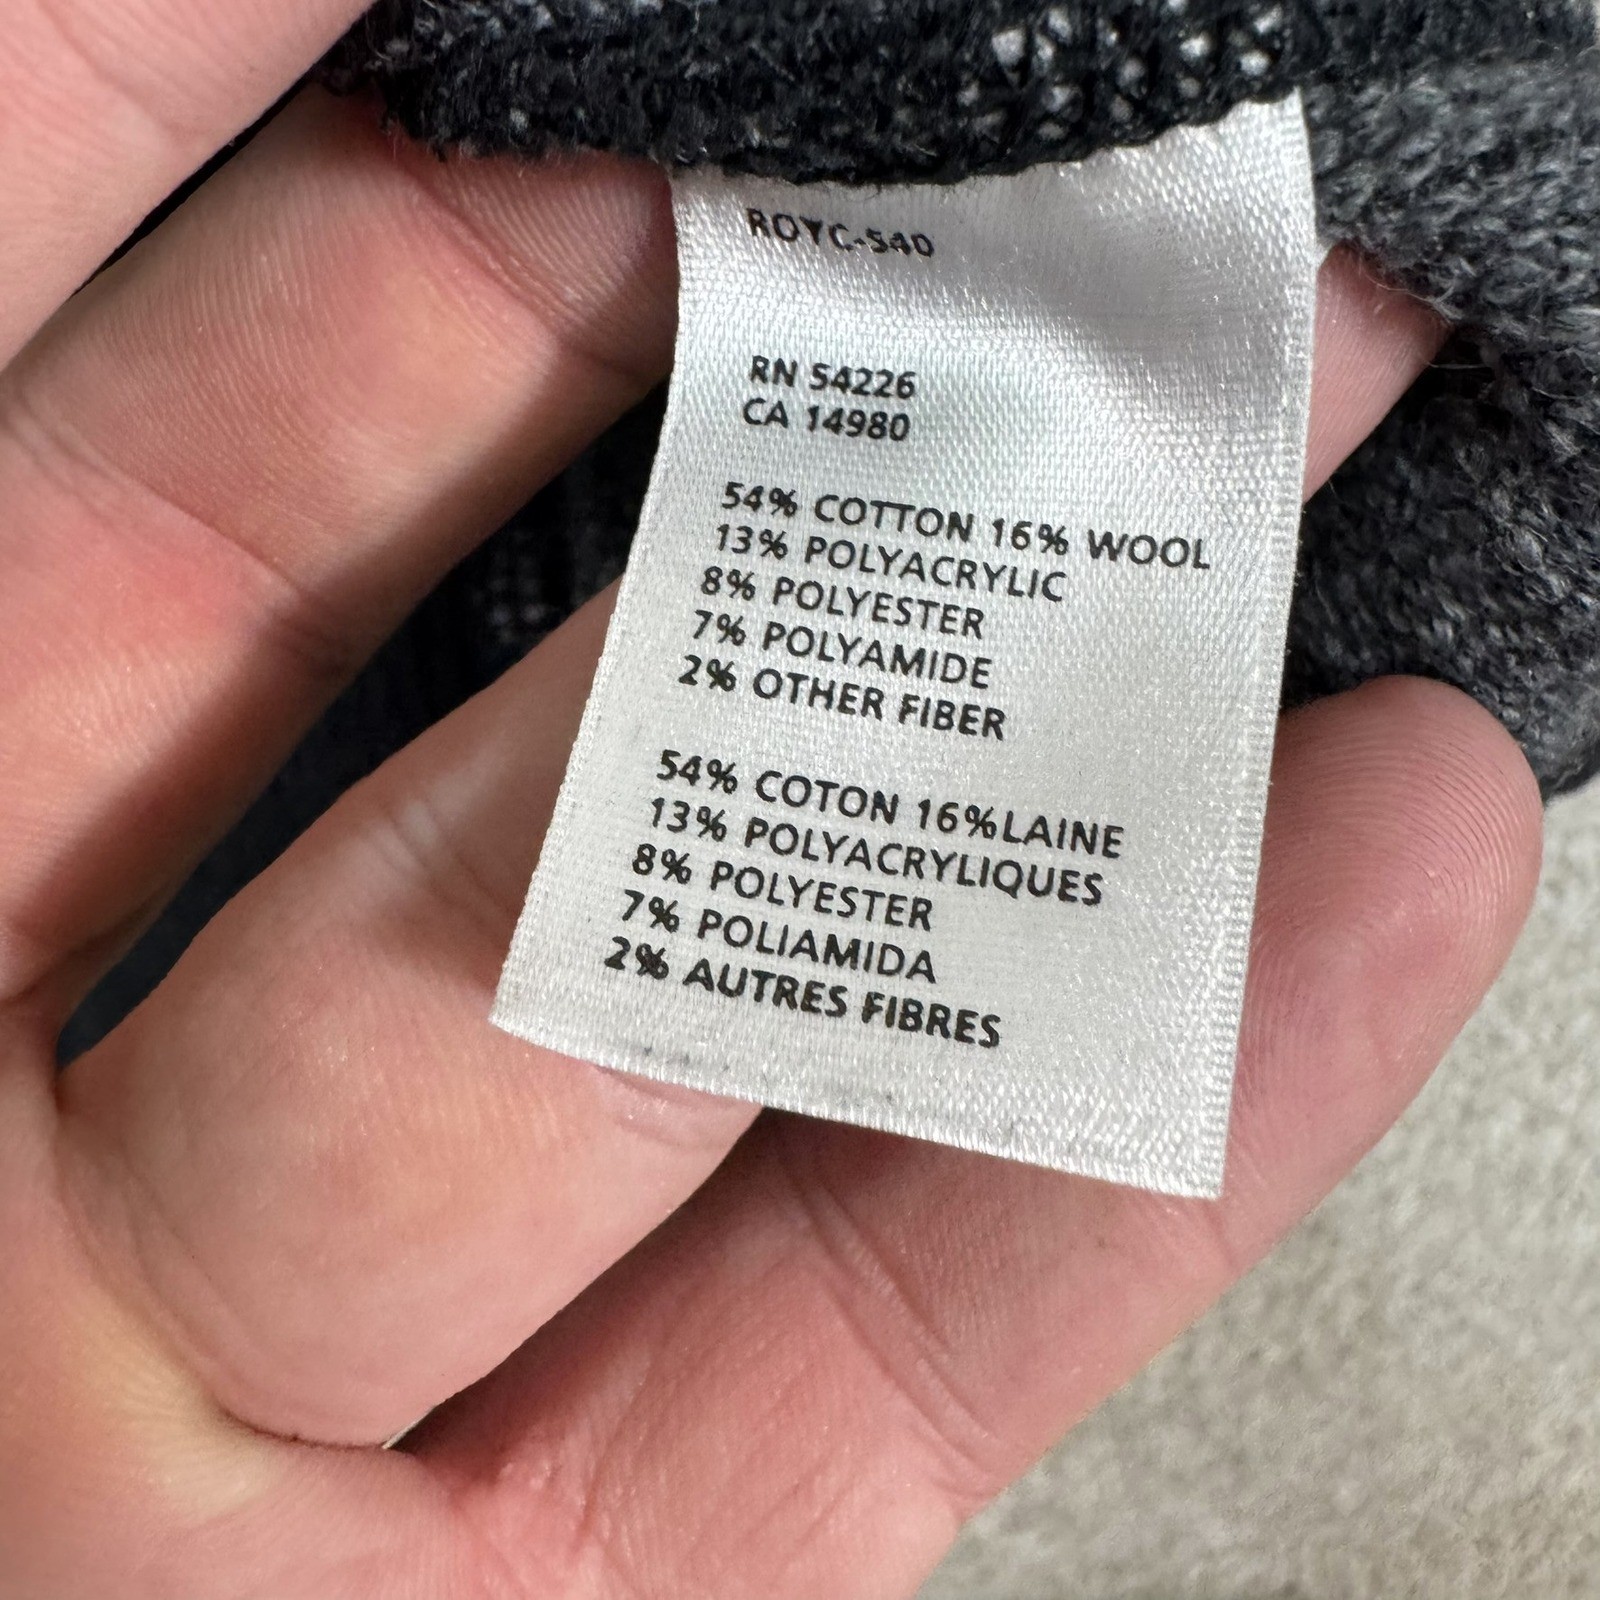 ROYC-540
RN 54226
CA 14980
54% COTTON 16% WOOL
13% POLYACRYLIC
8% POLYESTER
7% POLYAMIDE
2% OTHER FIBER
54% COTON 16%LAINE
13% POLYACRYLIQUES
8% POLYESTER
7% POLIAMIDA
2% AUTRES FIBRES